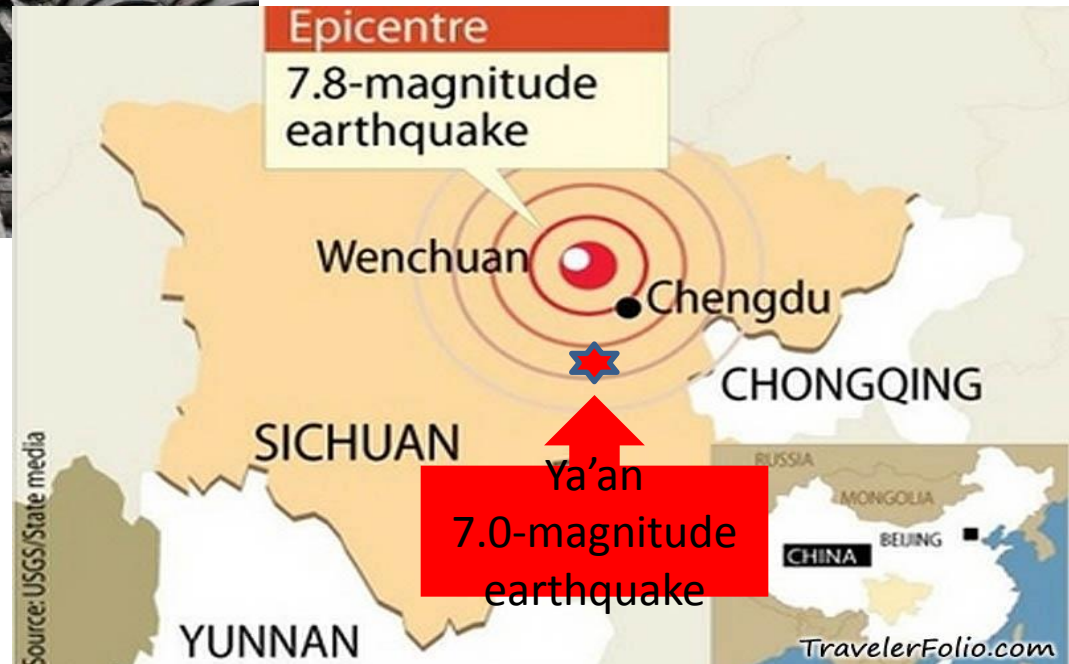 Epicentre
7.8-magnitude
earthquake
Wenchuan
Chengdu
CHONGQING
SICHUAN
Ya'an
7.0-magnitude
earthquake
YUNNAN
RUSSIA
MONGOLIA
BEIJING
CHINA
Source: USGS/State media
TravelerFolio.com